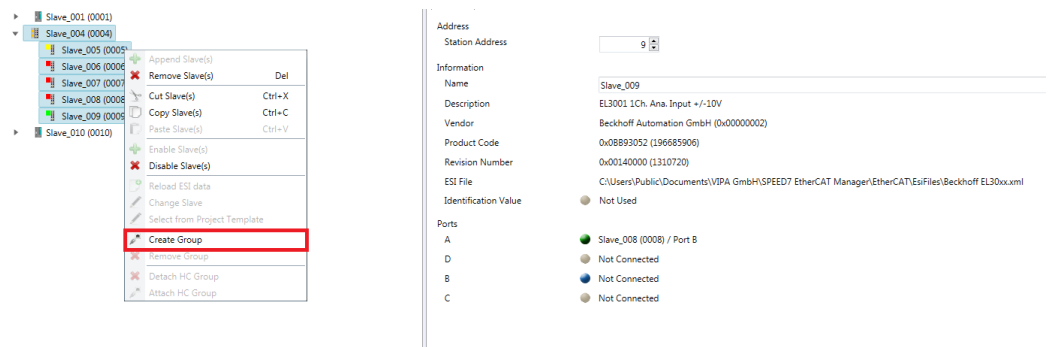 Slave_001 (0001)
Slave_004 (0004)
Slave_005 (0005)
Slave_006 (0006
Slave_007 (0007
Slave_008 (0008
Slave_009 (0009
Slave_010 (0010)
Append Slave(s)
Remove Slave(s) Del
Cut Slave(s) Ctrl+X
Copy Slave(s) Ctrl+C
Paste Slave(s) Ctrl+V
Enable Slave(s)
Disable Slave(s)
Reload ESI data
Change Slave
Select from Project Template
Create Group
Remove Group
Detach HC Group
Attach HC Group
Address
Station Address 9
Information
Name Slave_009
Description EL3001 1Ch. Ana. Input +/-10V
Vendor Beckhoff Automation GmbH (0x00000002)
Product Code 0x0BB93052 (196685906)
Revision Number 0x00140000 (1310720)
ESI File C:\Users\Public\Documents\VIPA GmbH\SPEED7 EtherCAT Manager\EtherCAT\EsiFiles\Beckhoff EL30xx.xml
Identification Value Not Used
Ports
A Slave_008 (0008) / Port B
D Not Connected
B Not Connected
C Not Connected